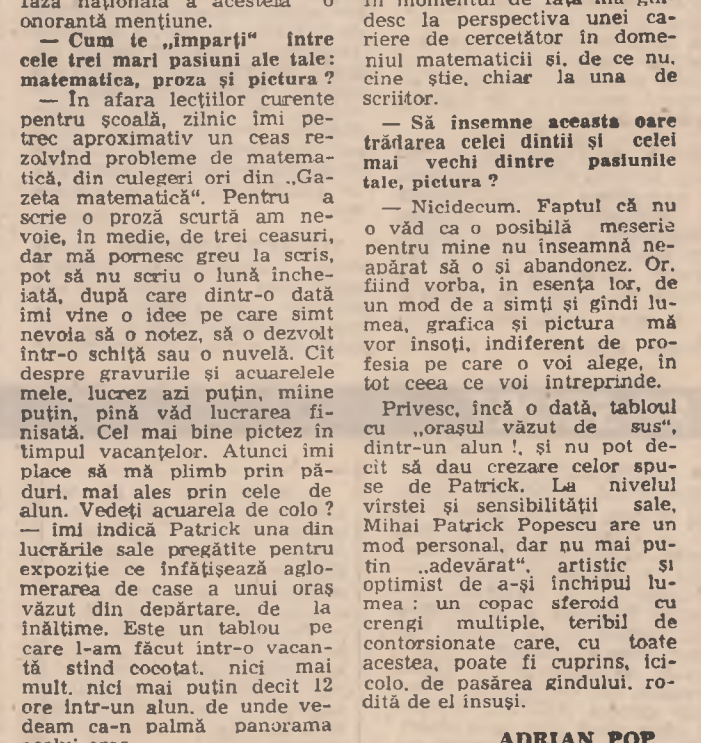 onorantă mențiune.
— Cum te „împarți“ între
cele trei mari pasiuni ale tale:
matematica, proza și pictura ?
— În afara lecțiilor curente
pentru școală, zilnic îmi pe-
trec aproximativ un ceas re-
zolvînd probleme de matema-
tică, din culegeri ori din „Ga-
zeta matematică“. Pentru a
scrie o proză scurtă am ne-
voie, în medie, de trei ceasuri,
dar mă pornesc greu la scris,
pot să nu scriu o lună înche-
iată, după care dintr-o dată
îmi vine o idee pe care simt
nevoia să o notez, să o dezvolt
într-o schiță sau o nuvelă. Cît
despre gravurile și acuarelele
mele, lucrez azi puțin, mîine
puțin, pînă văd lucrarea fi-
nisată. Cel mai bine pictez în
timpul vacanțelor. Atunci îmi
place să mă plimb prin pă-
duri, mai ales prin cele de
alun. Vedeți acuarela de colo ?
— îmi indică Patrick una din
lucrările sale pregătite pentru
expoziție ce înfățișează aglo-
merarea de case a unui oraș
văzut din depărtare, de la
înălțime. Este un tablou pe
care l-am făcut într-o vacan-
tă stînd cocoțat, nici mai
mult, nici mai puțin decît 12
ore într-un alun, de unde ve-
deam ca-n palmă panorama
desc la perspectiva unei ca-
riere de cercetător în dome-
niul matematicii și, de ce nu,
cine știe, chiar la una de
scriitor.
— Să însemne aceasta oare
trădarea celei dintîi și celei
mai vechi dintre pasiunile
tale, pictura ?
— Nicidecum. Faptul că nu
o văd ca o posibilă meserie
pentru mine nu înseamnă ne-
apărat să o și abandonez. Or,
fiind vorba, în esența lor, de
un mod de a simți și gîndi lu-
mea, grafica și pictura mă
vor însoți, indiferent de pro-
fesia pe care o voi alege, în
tot ceea ce voi întreprinde.
Privesc, încă o dată, tabloul
cu „orașul văzut de sus“,
dintr-un alun !, și nu pot de-
cît să dau crezare celor spu-
se de Patrick. La nivelul
vîrstei și sensibilității sale,
Mihai Patrick Popescu are un
mod personal, dar nu mai pu-
țin „adevărat“, artistic și
optimist de a-și închipui lu-
mea : un copac sferoid cu
crengi multiple, teribil de
contorsionate care, cu toate
acestea, poate fi cuprins, ici-
colo, de pasărea gîndului, ro-
dită de el însuși.
ADRIAN POP